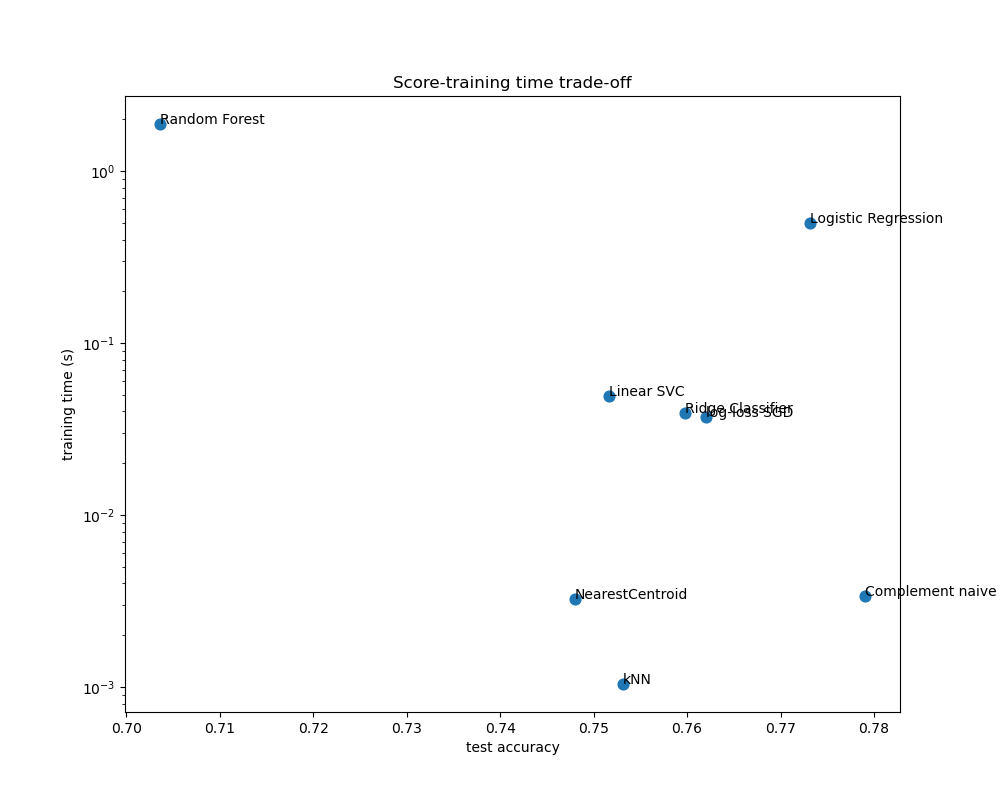 Score-training time trade-off
Random Forest
Logistic Regression
Linear SVC
Ridge Classifier
log-loss SGD
NearestCentroid
Complement naive
kNN
training time (s)
10⁰
10⁻¹
10⁻²
10⁻³
0.70 0.71 0.72 0.73 0.74 0.75 0.76 0.77 0.78
test accuracy